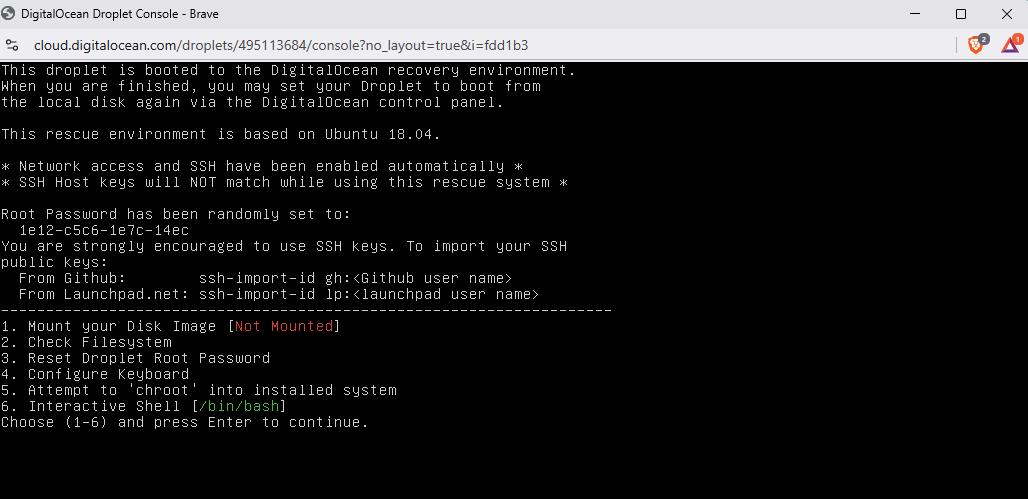 DigitalOcean Droplet Console - Brave
cloud.digitalocean.com/droplets/495113684/console?no_layout=true&i=fdd1b3
2
1
This droplet is booted to the DigitalOcean recovery environment.
When you are finished, you may set your Droplet to boot from
the local disk again via the DigitalOcean control panel.
This rescue environment is based on Ubuntu 18.04.
* Network access and SSH have been enabled automatically *
* SSH Host keys will NOT match while using this rescue system *
Root Password has been randomly set to:
1e12-c5c6-1e7c-14ec
You are strongly encouraged to use SSH keys. To import your SSH
public keys:
From Github: ssh-import-id gh:<Github user name>
From Launchpad.net: ssh-import-id lp:<launchpad user name>
--------------------------------------------------------------------
1. Mount your Disk Image [Not Mounted]
2. Check Filesystem
3. Reset Droplet Root Password
4. Configure Keyboard
5. Attempt to 'chroot' into installed system
6. Interactive Shell [/bin/bash]
Choose (1-6) and press Enter to continue.